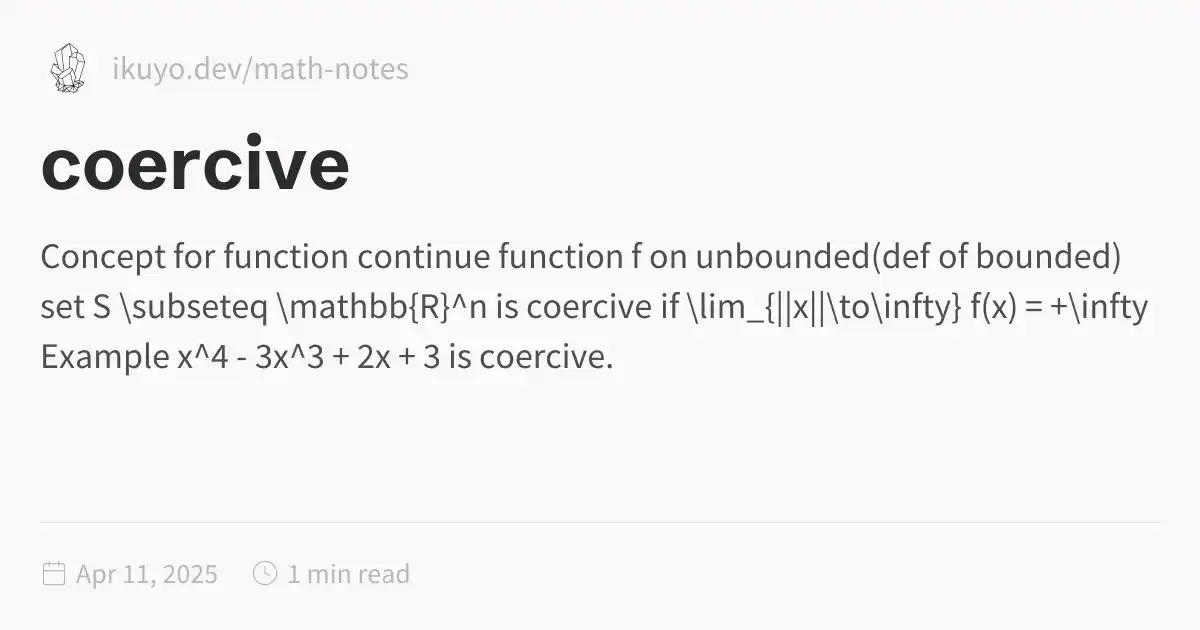 ikuyo.dev/math-notes
coercive
Concept for function continue function f on unbounded(def of bounded)
set S \subseteq \mathbb{R}^n is coercive if \lim_{||x||\to\infty} f(x) = +\infty
Example x^4 - 3x^3 + 2x + 3 is coercive.
Apr 11, 2025 1 min read